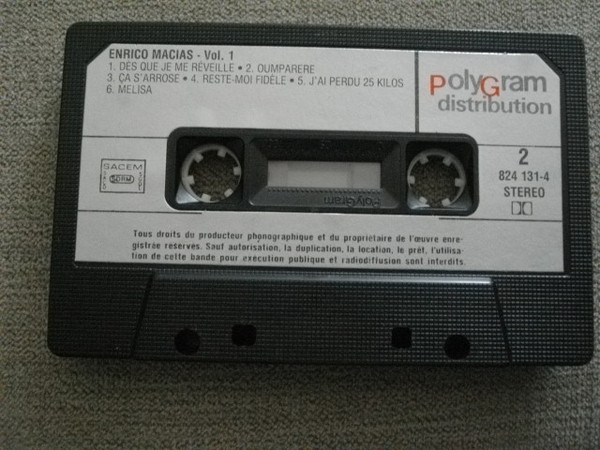 ENRICO MACIAS - Vol. 1
1. DES QUE JE ME RÉVEILLE • 2. OUMPARERE
3. ÇA S'ARROSE • 4. RESTE-MOI FIDÈLE • 5. J'AI PERDU 25 KILOS
6. MELISA
PolyGram
distribution
SACEM
SDRM
2
824 131-4
STEREO
PolyGram
Tous droits du producteur phonographique et du propriétaire de l'œuvre enre-
gistrée réservés. Sauf autorisation, la duplication, la location, le prêt, l'utilisa-
tion de cette bande pour exécution publique et radiodiffusion sont interdits.